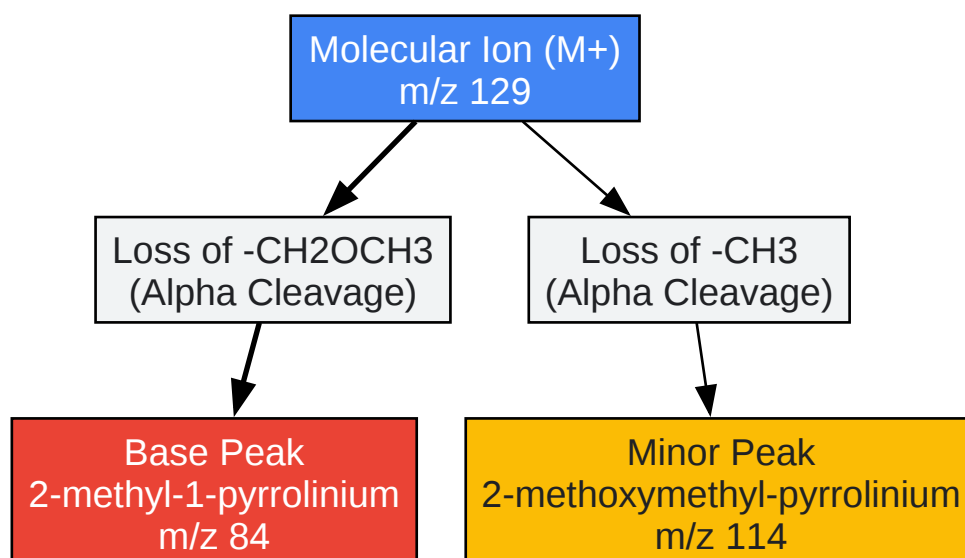 Molecular Ion (M+)
m/z 129
Loss of -CH2OCH3
(Alpha Cleavage)
Loss of -CH3
(Alpha Cleavage)
Base Peak
2-methyl-1-pyrrolinium
m/z 84
Minor Peak
2-methoxymethyl-pyrrolinium
m/z 114